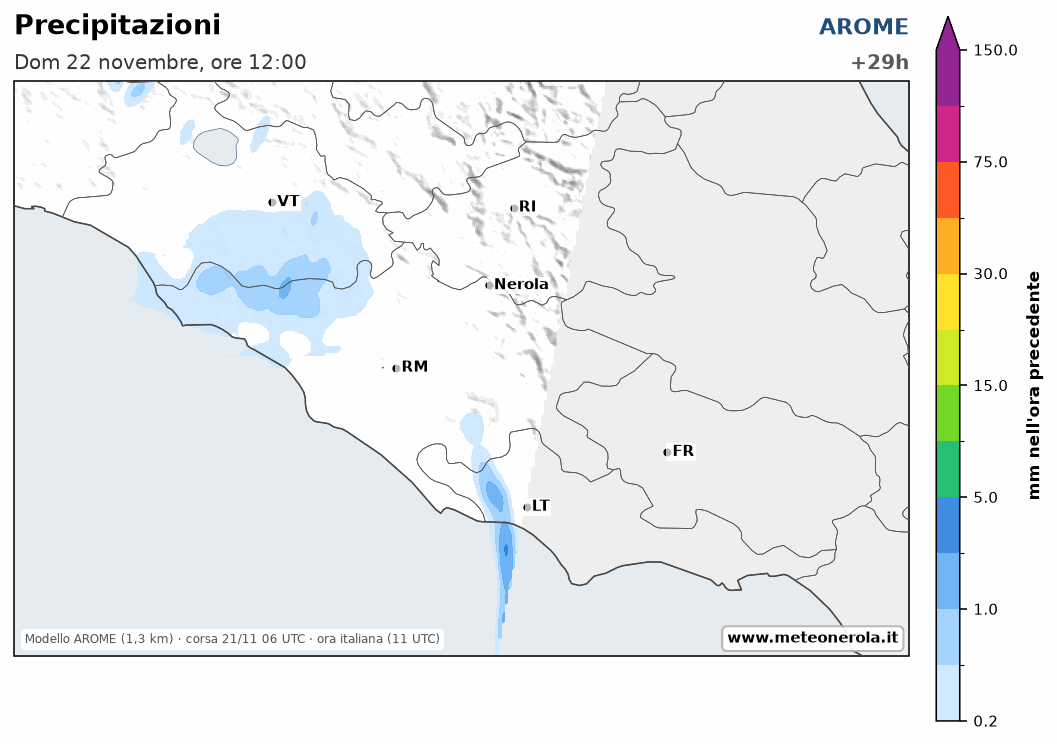 Precipitazioni
AROME
Dom 22 novembre, ore 12:00
+29h
VT
RI
Nerola
RM
FR
LT
Modello AROME (1,3 km) · corsa 21/11 06 UTC · ora italiana (11 UTC)
www.meteonerola.it
150.0
75.0
30.0
15.0
5.0
1.0
0.2
mm nell'ora precedente